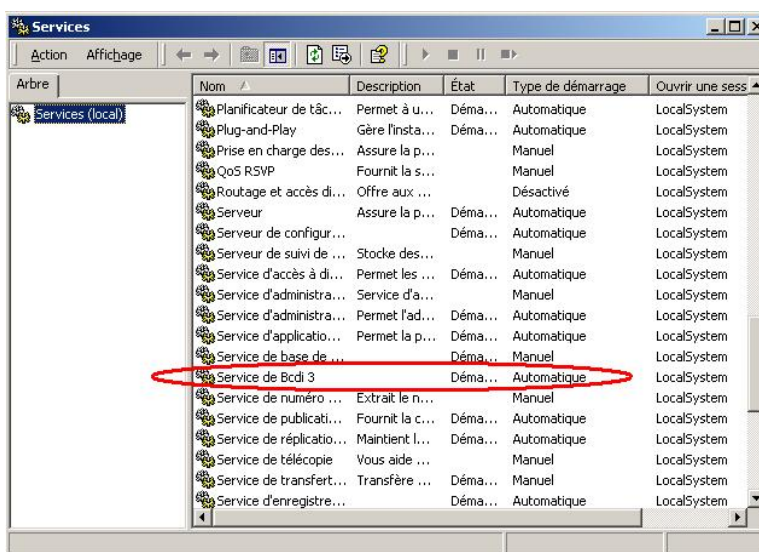 Services
Action Affichage
Arbre
Services (local)
Nom Description État Type de démarrage Ouvrir une sess
Planificateur de tâc... Permet à u... Déma... Automatique LocalSystem
Plug-and-Play Gère l'insta... Déma... Automatique LocalSystem
Prise en charge des... Assure la p... Manuel LocalSystem
QoS RSVP Fournit la s... Manuel LocalSystem
Routage et accès di... Offre aux ... Désactivé LocalSystem
Serveur Assure la p... Déma... Automatique LocalSystem
Serveur de configur... Déma... Automatique LocalSystem
Serveur de suivi de ... Stocke des... Manuel LocalSystem
Service d'accès à di... Permet les ... Déma... Automatique LocalSystem
Service d'administra... Service d'a... Manuel LocalSystem
Service d'administra... Permet l'ad... Déma... Automatique LocalSystem
Service d'applicatio... Permet la p... Déma... Automatique LocalSystem
Service de base de ... Déma... Manuel LocalSystem
Service de Bcdi 3 Déma... Automatique LocalSystem
Service de numéro ... Extrait le n... Manuel LocalSystem
Service de publicati... Fournit la c... Déma... Automatique LocalSystem
Service de réplicatio... Maintient l... Déma... Automatique LocalSystem
Service de télécopie Vous aide ... Manuel LocalSystem
Service de transfert... Transfère ... Déma... Manuel LocalSystem
Service d'enregistre... Déma... Automatique LocalSystem